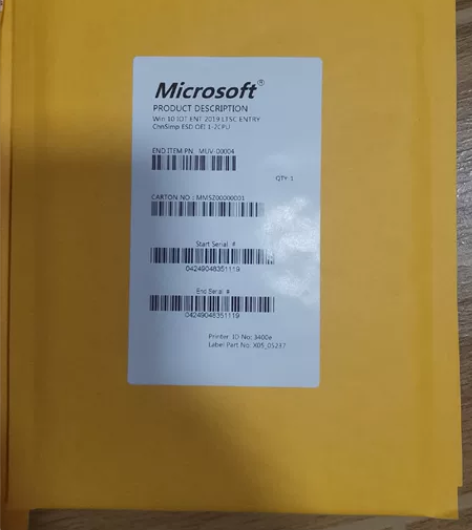 Microsoft®
PRODUCT DESCRIPTION
Win 10 IOT ENT 2019 LTSC ENTRY
ChnSimp ESD OEI 1-2CPU
END ITEM PN: MUV-00004
QTY: 1
CARTON NO : MMSZ00000001
Start Serial #
04249048351119
End Serial #
04249048351119
Printer ID No: 3400e
Label Part No: X05_05237